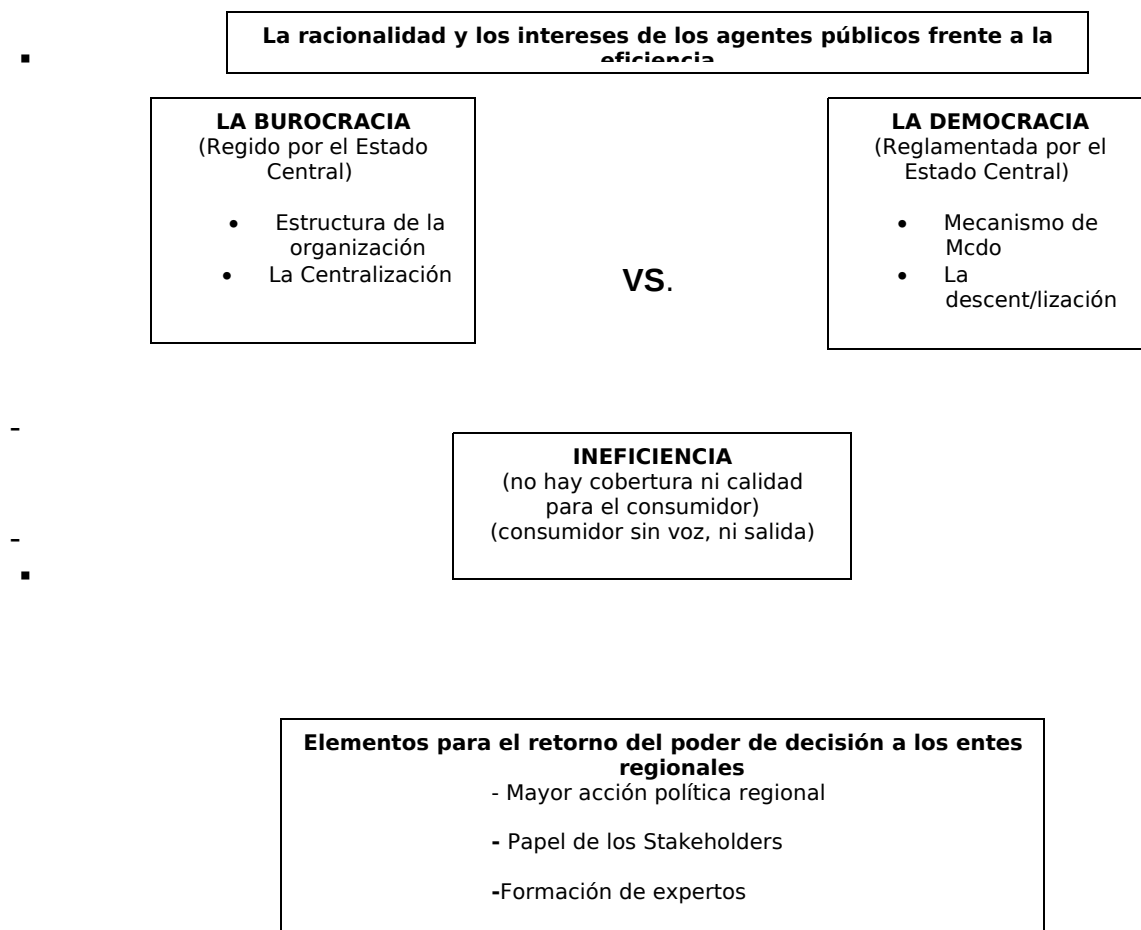 La racionalidad y los intereses de los agentes públicos frente a la
eficiencia
LA BUROCRACIA
(Regido por el Estado
Central)
• Estructura de la
organización
• La Centralización
VS.
LA DEMOCRACIA
(Reglamentada por el
Estado Central)
• Mecanismo de
Mcdo
• La
descent/lización
INEFICIENCIA
(no hay cobertura ni calidad
para el consumidor)
(consumidor sin voz, ni salida)
Elementos para el retorno del poder de decisión a los entes
regionales
- Mayor acción política regional
- Papel de los Stakeholders
-Formación de expertos